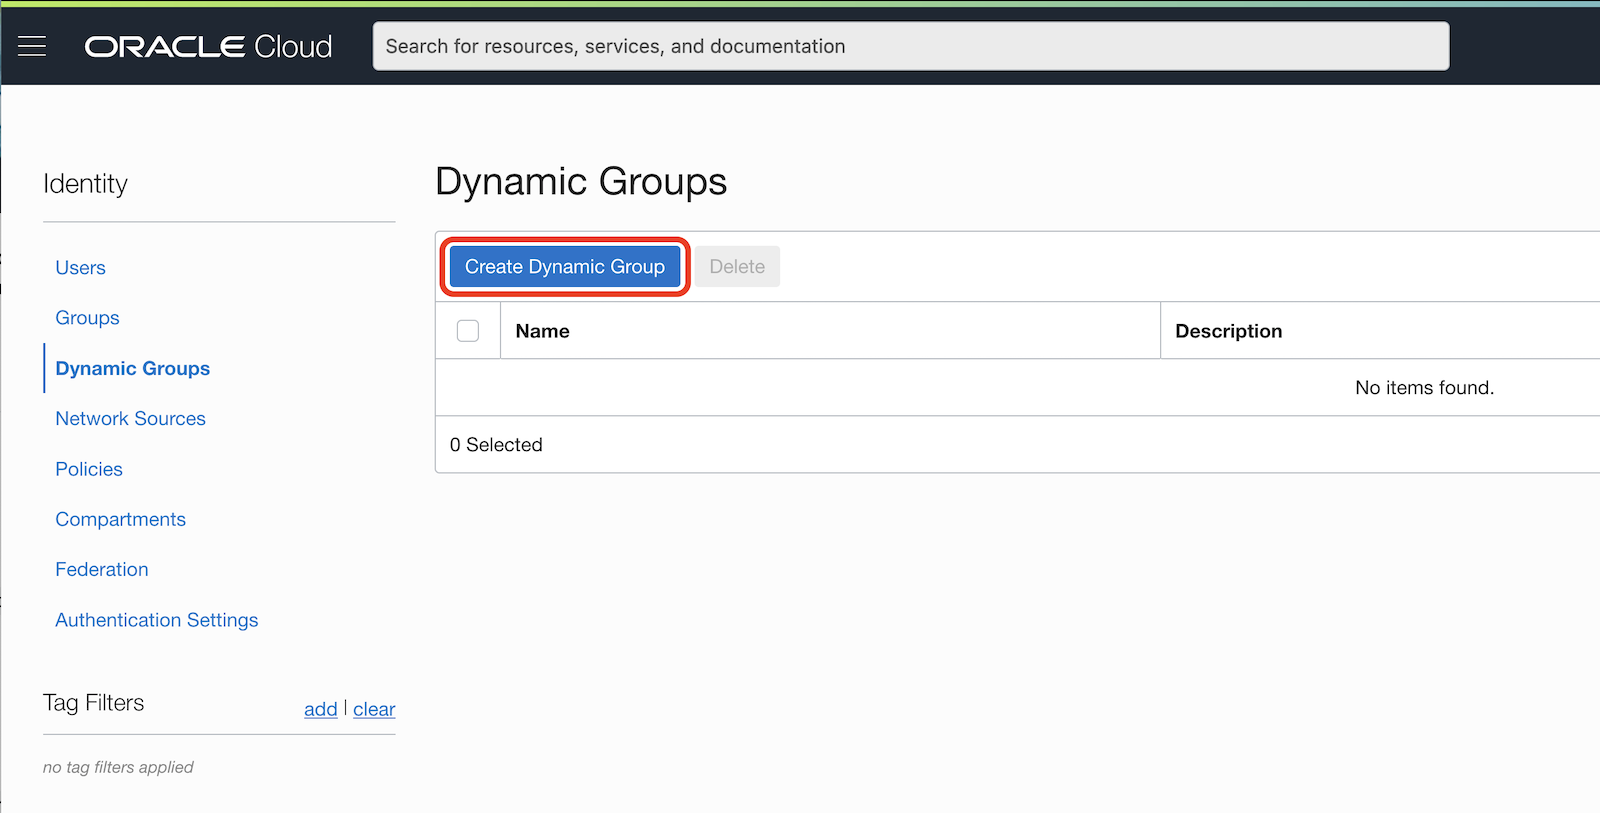 ORACLE Cloud
Search for resources, services, and documentation
Identity
Users
Groups
Dynamic Groups
Network Sources
Policies
Compartments
Federation
Authentication Settings
Tag Filters
add | clear
no tag filters applied
Dynamic Groups
Create Dynamic Group
Delete
Name
Description
No items found.
0 Selected